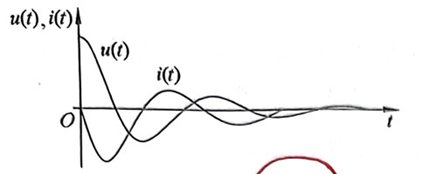 u(t), i(t)
u(t)
i(t)
O
t